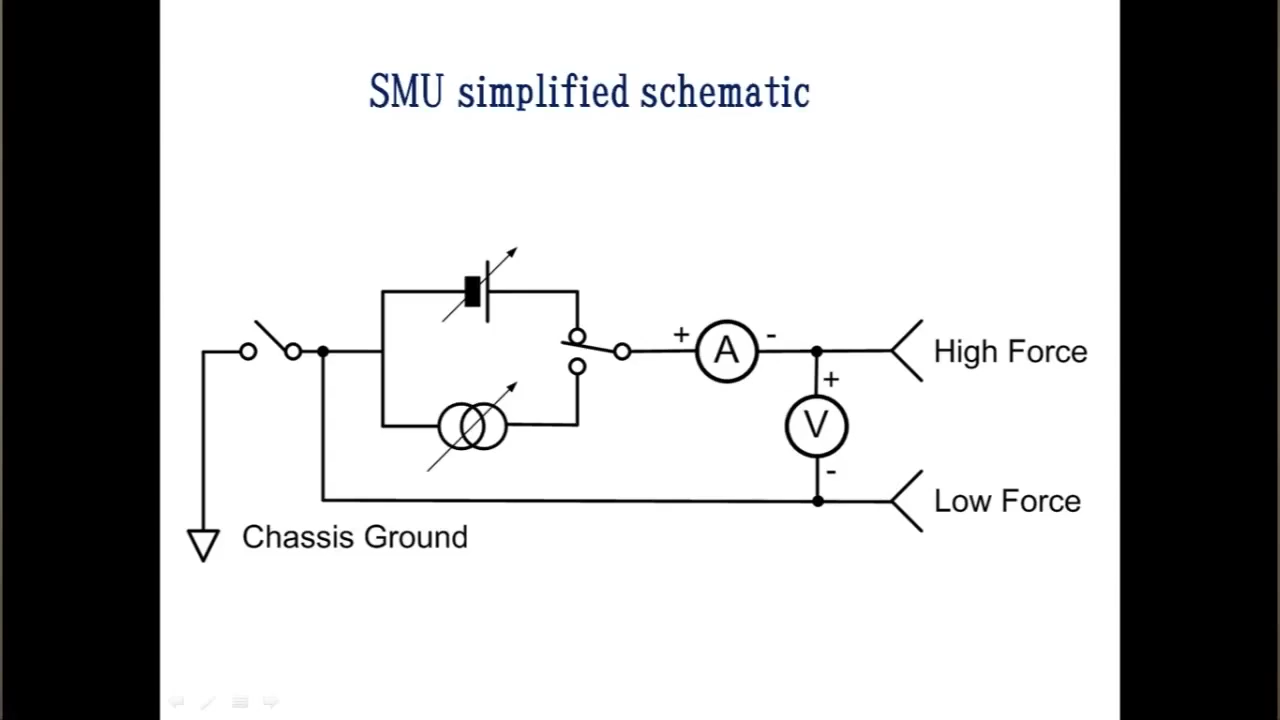 SMU simplified schematic
+ A -
High Force
+
V
-
Low Force
Chassis Ground